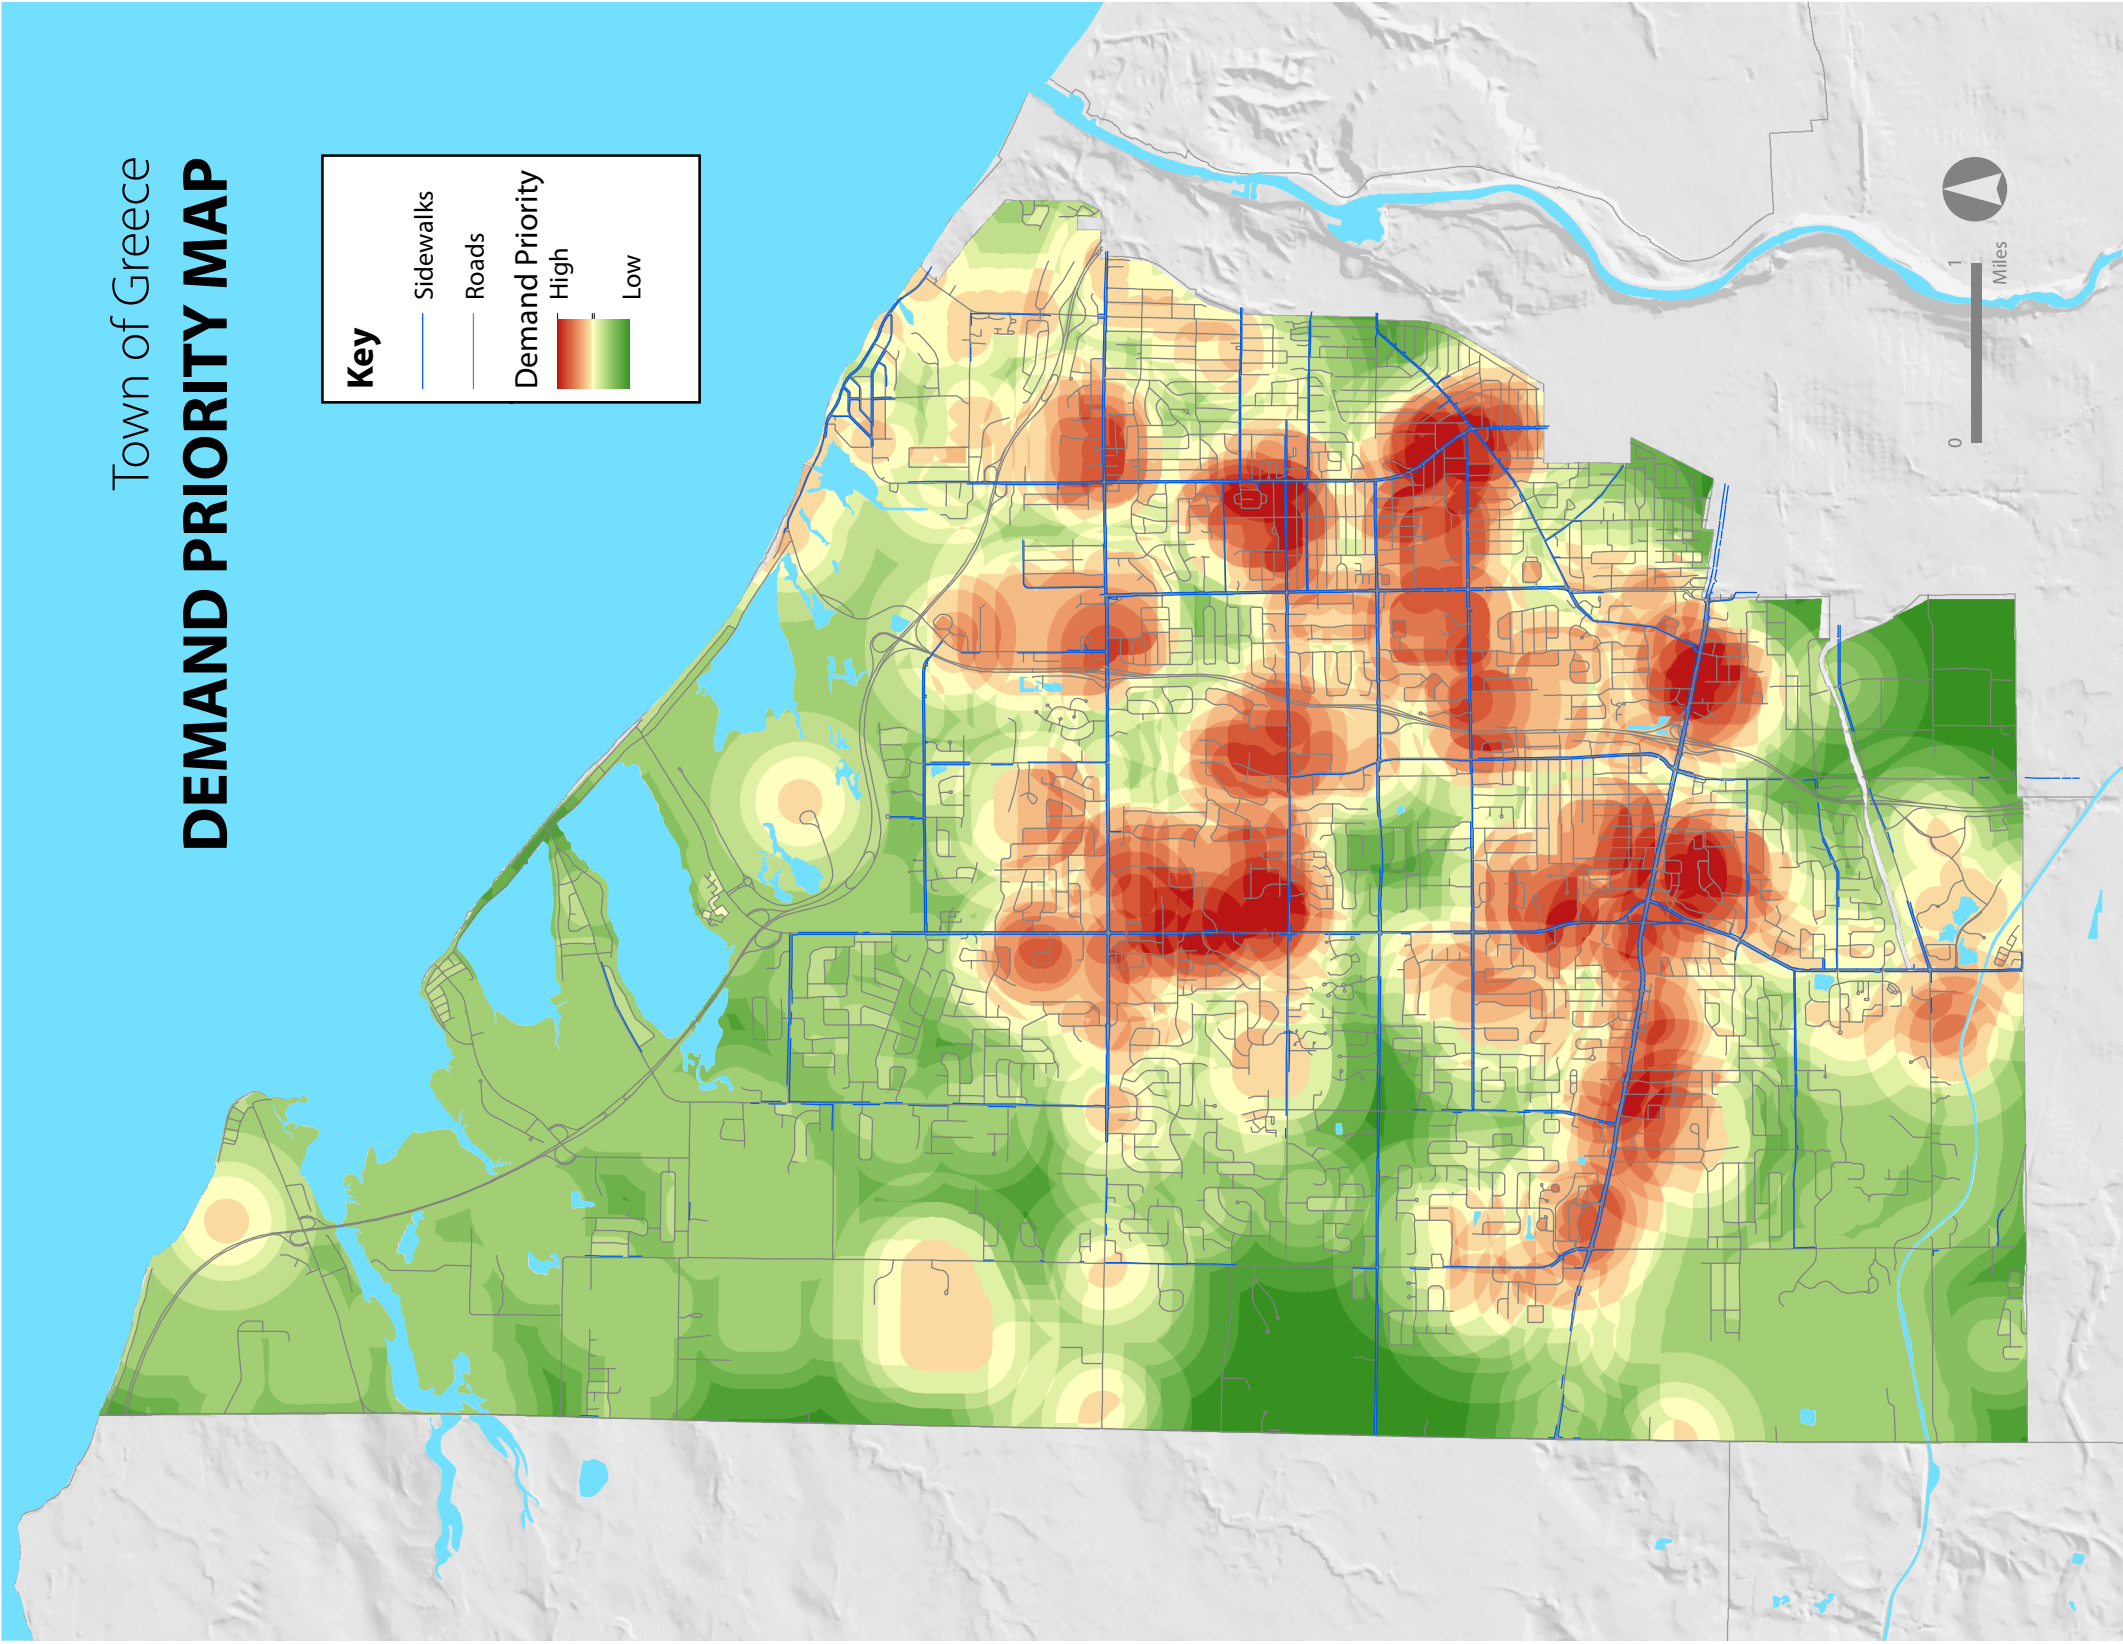 Town of Greece
DEMAND PRIORITY MAP
Key
Sidewalks
Roads
Demand Priority
High
Low
0
1
Miles